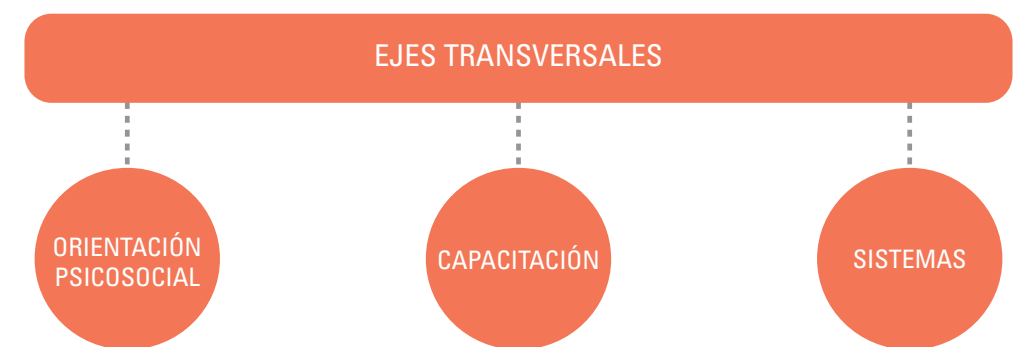 EJES TRANSVERSALES
ORIENTACIÓN
PSICOSOCIAL
CAPACITACIÓN
SISTEMAS